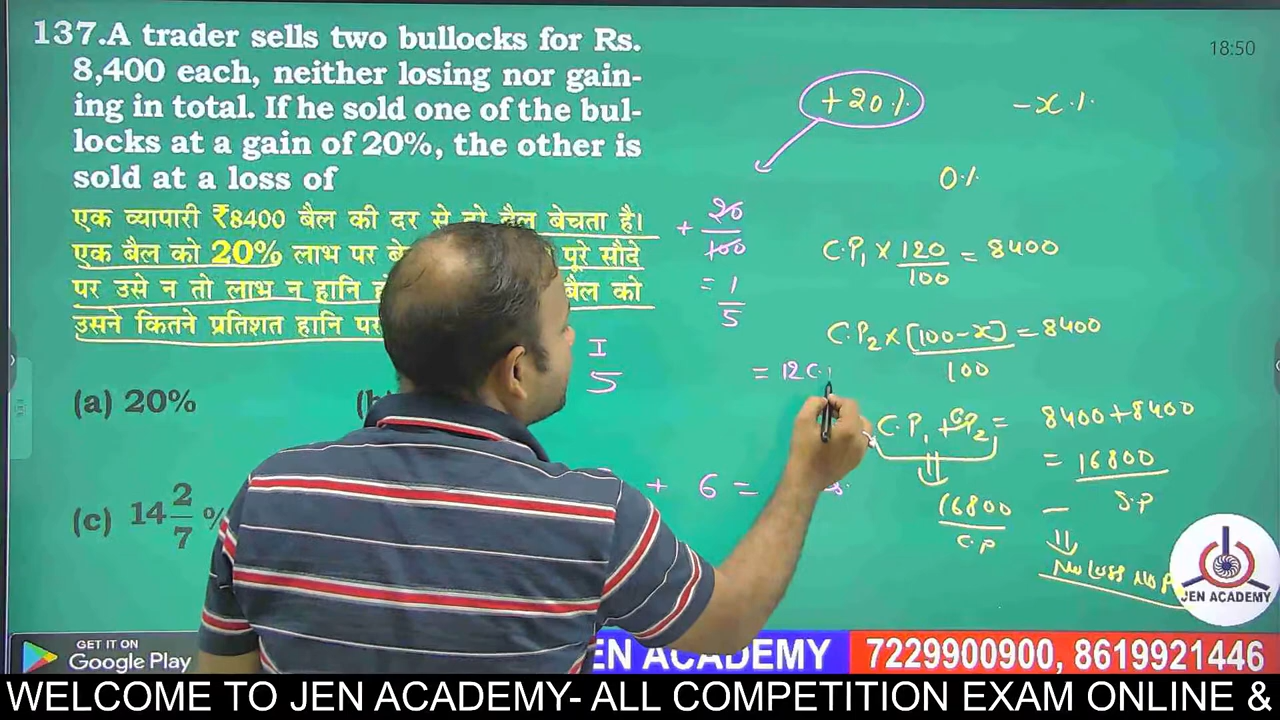 137.A trader sells two bullocks for Rs.
8,400 each, neither losing nor gain-
ing in total. If he sold one of the bul-
locks at a gain of 20%, the other is
sold at a loss of
एक व्यापारी ₹8400 बैल की दर से दो बैल बेचता है।
एक बैल को 20% लाभ पर पूरे सौदे
पर उसे न तो लाभ न हानि बैल को
उसने कितने प्रतिशत हानि पर
(a) 20%
(c) 14 2/7 %
18:50
+20% -x%
0%
+ 20/100
= 1/5
I
5
+ 6 =
= 12C.
C.P₁ × 120/100 = 8400
C.P₂ × [100-x]/100 = 8400
C.P₁ + CP₂ = 8400+8400
= 16800
S.P
16800 —
C.P
No Loss No P
JEN ACADEMY
GET IT ON
Google Play
EN ACADEMY
7229900900, 8619921446
WELCOME TO JEN ACADEMY- ALL COMPETITION EXAM ONLINE &